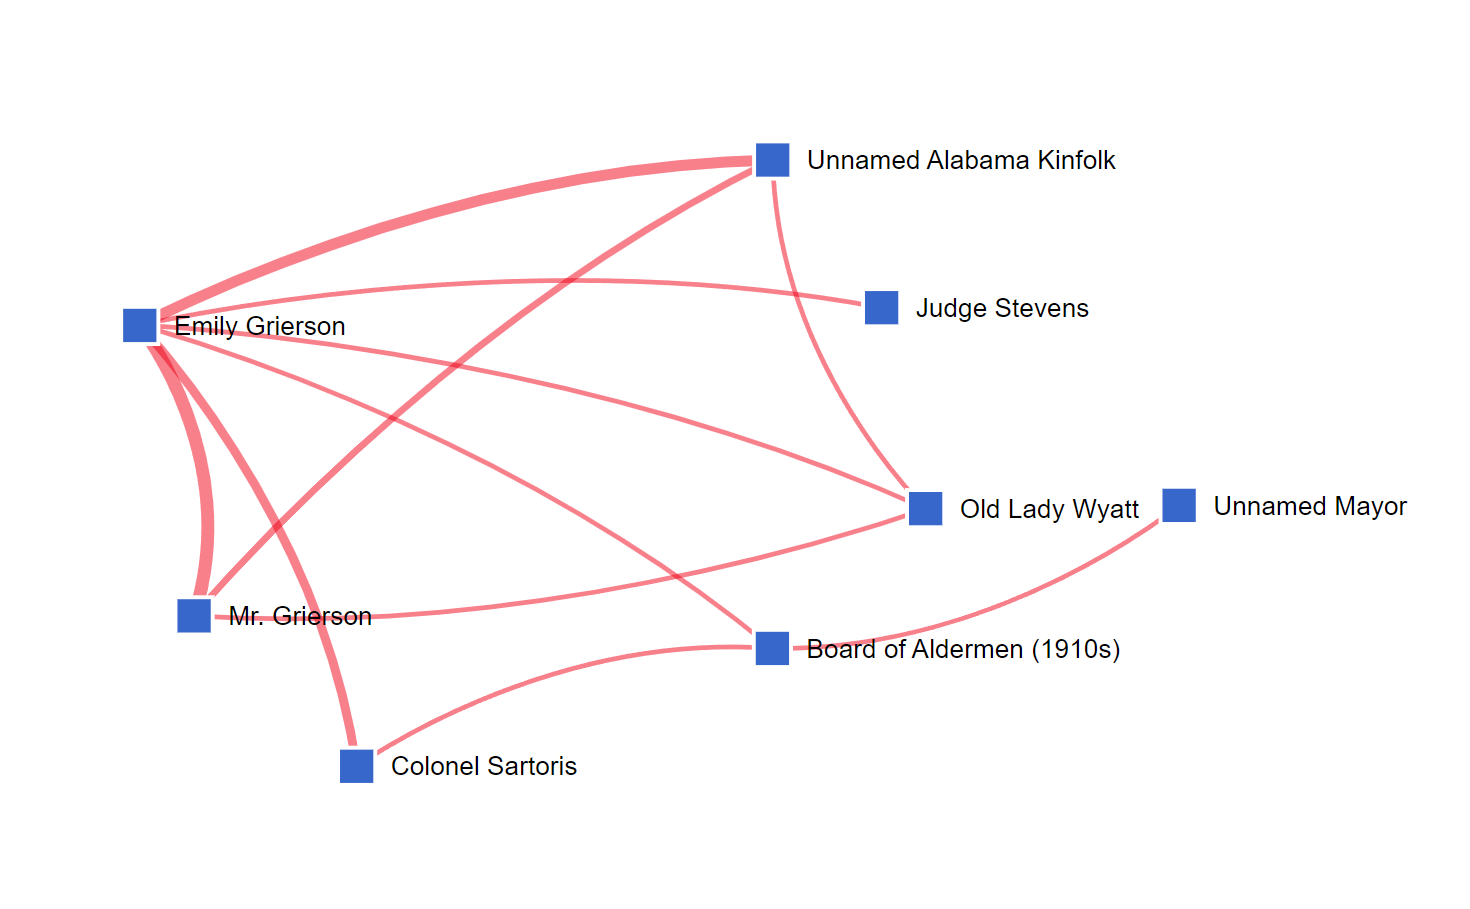 Unnamed Alabama Kinfolk
Judge Stevens
Emily Grierson
Old Lady Wyatt
Unnamed Mayor
Mr. Grierson
Board of Aldermen (1910s)
Colonel Sartoris